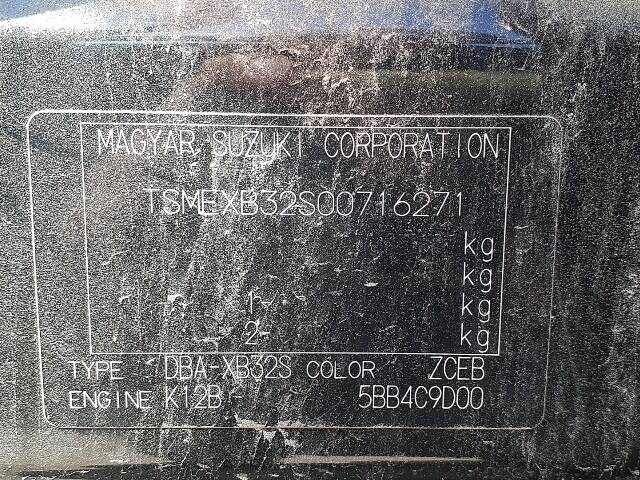 MAGYAR SUZUKI CORPORATION
TSMEXB32S00716271
kg
kg
1- kg
2- kg
TYPE DBA-XB32S COLOR ZCEB
ENGINE K12B - 5BB4C9D00